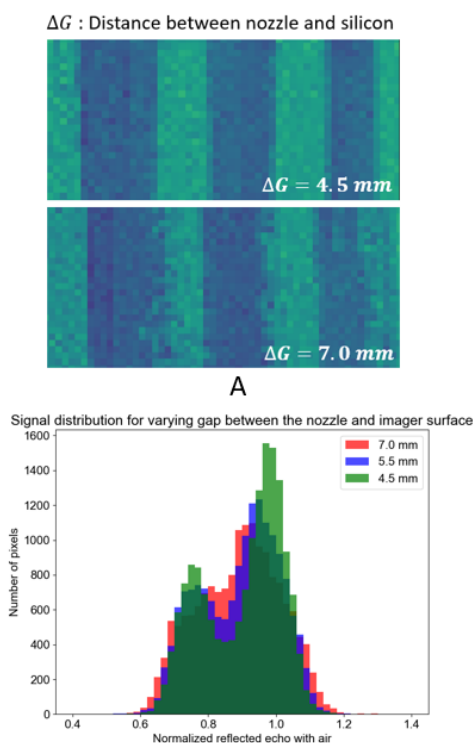 ΔG : Distance between nozzle and silicon
ΔG = 4.5 mm
ΔG = 7.0 mm
A
Signal distribution for varying gap between the nozzle and imager surface
1600
1400
1200
1000
800
600
400
200
0
Number of pixels
7.0 mm
5.5 mm
4.5 mm
0.4 0.6 0.8 1.0 1.2 1.4
Normalized reflected echo with air